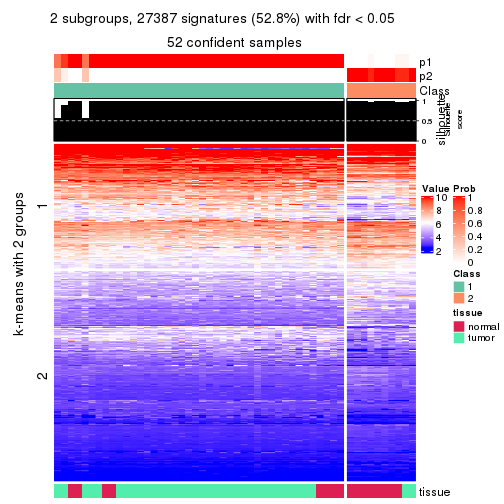 2 subgroups, 27387 signatures (52.8%) with fdr < 0.05
52 confident samples
p1
p2
Class
1
0.5
0
silhouette
score
k-means with 2 groups
1
2
Value
10
8
6
4
2
Prob
1
0.8
0.6
0.4
0.2
0
Class
1
2
tissue
normal
tumor
tissue